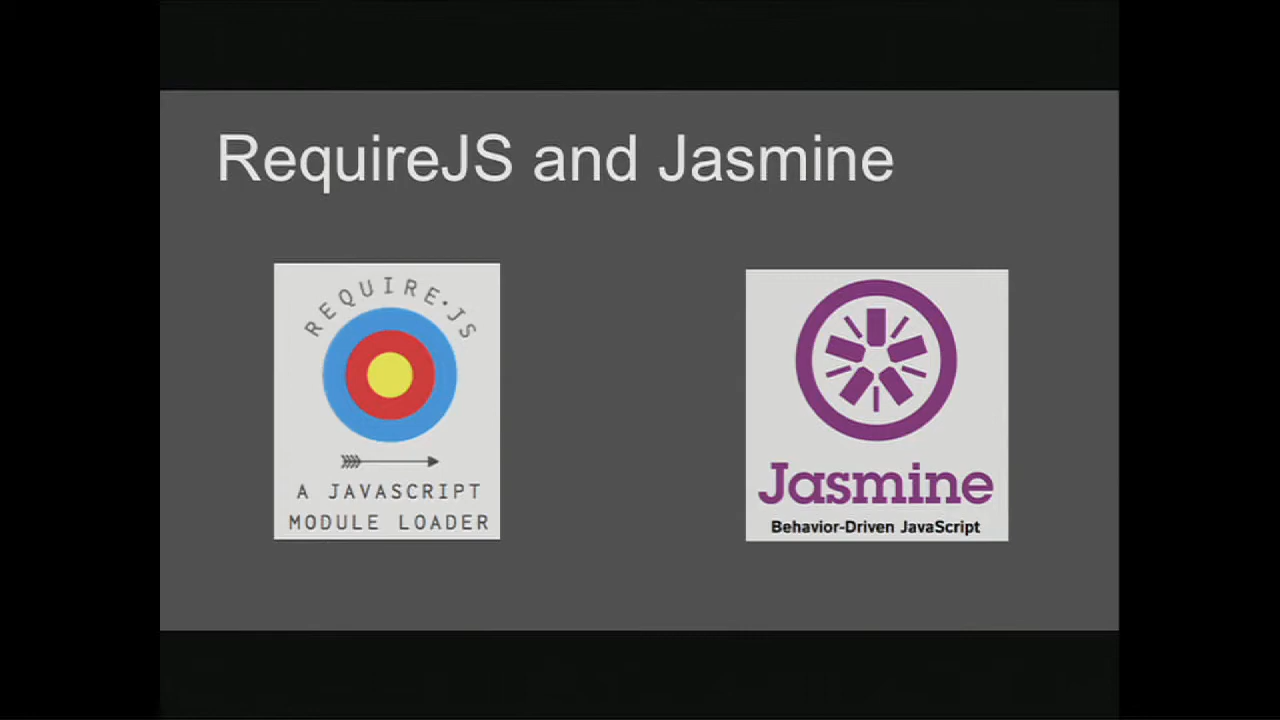 RequireJS and Jasmine
REQUIRE.JS
A JAVASCRIPT
MODULE LOADER
Jasmine
Behavior-Driven JavaScript